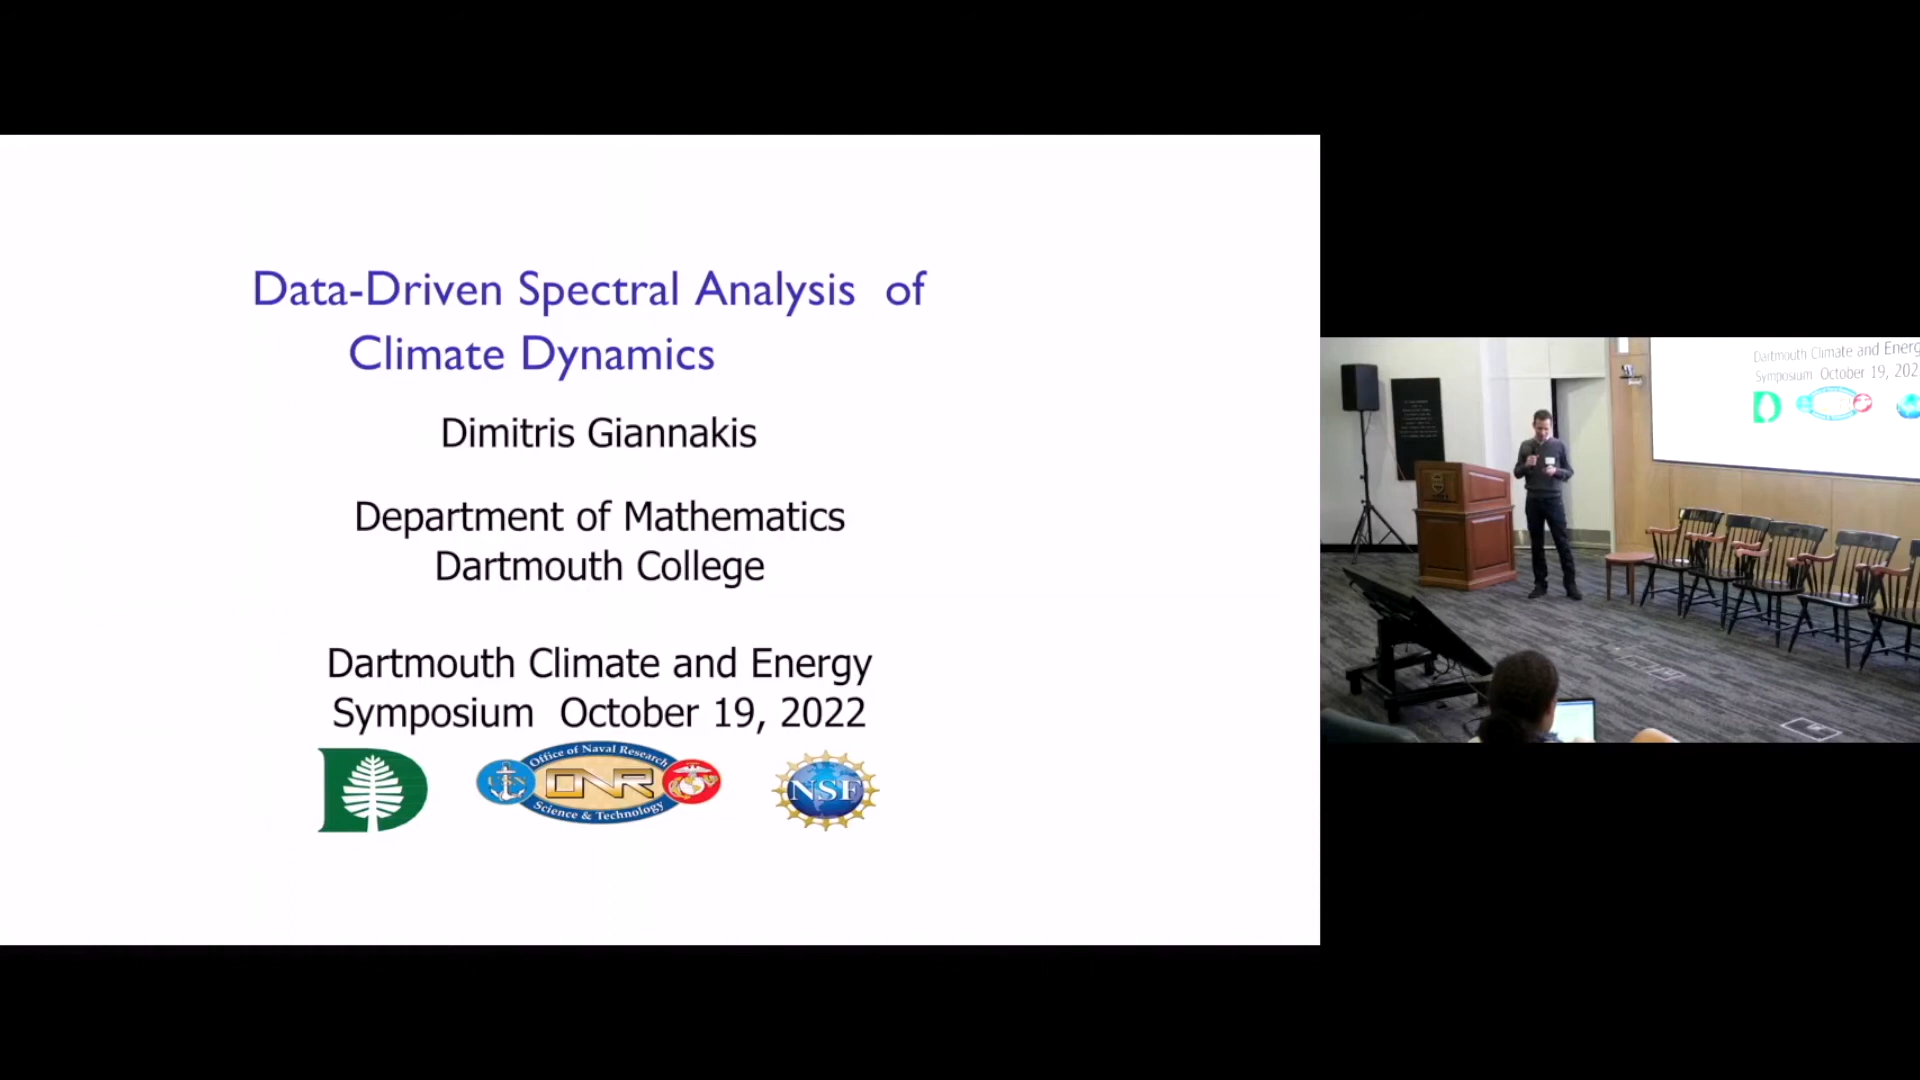 Data-Driven Spectral Analysis of
Climate Dynamics
Dimitris Giannakis
Department of Mathematics
Dartmouth College
Dartmouth Climate and Energy
Symposium October 19, 2022
Office of Naval Research
ONR
Science & Technology
NSF
Dartmouth Climate and Energ
Symposium October 19, 202